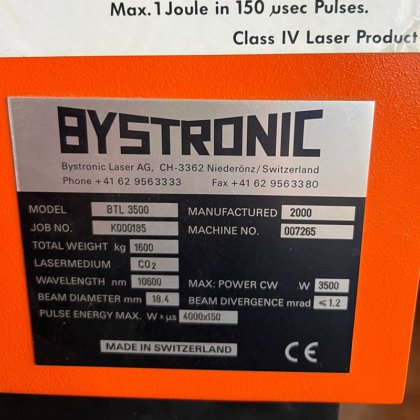 Max. 1 Joule in 150 µsec Pulses.
Class IV Laser Product
BYSTRONIC
Bystronic Laser AG, CH-3362 Niederönz/Switzerland
Phone +41 62 9563333 Fax +41 62 9563380
MODEL BTL 3500 MANUFACTURED 2000
JOB NO. K000185 MACHINE NO. 007265
TOTAL WEIGHT kg 1600
LASERMEDIUM CO2
WAVELENGTH nm 10600 MAX: POWER CW W 3500
BEAM DIAMETER mm 18.4 BEAM DIVERGENCE mrad ≤1.2
PULSE ENERGY MAX. W×µs 4000x150
MADE IN SWITZERLAND CE